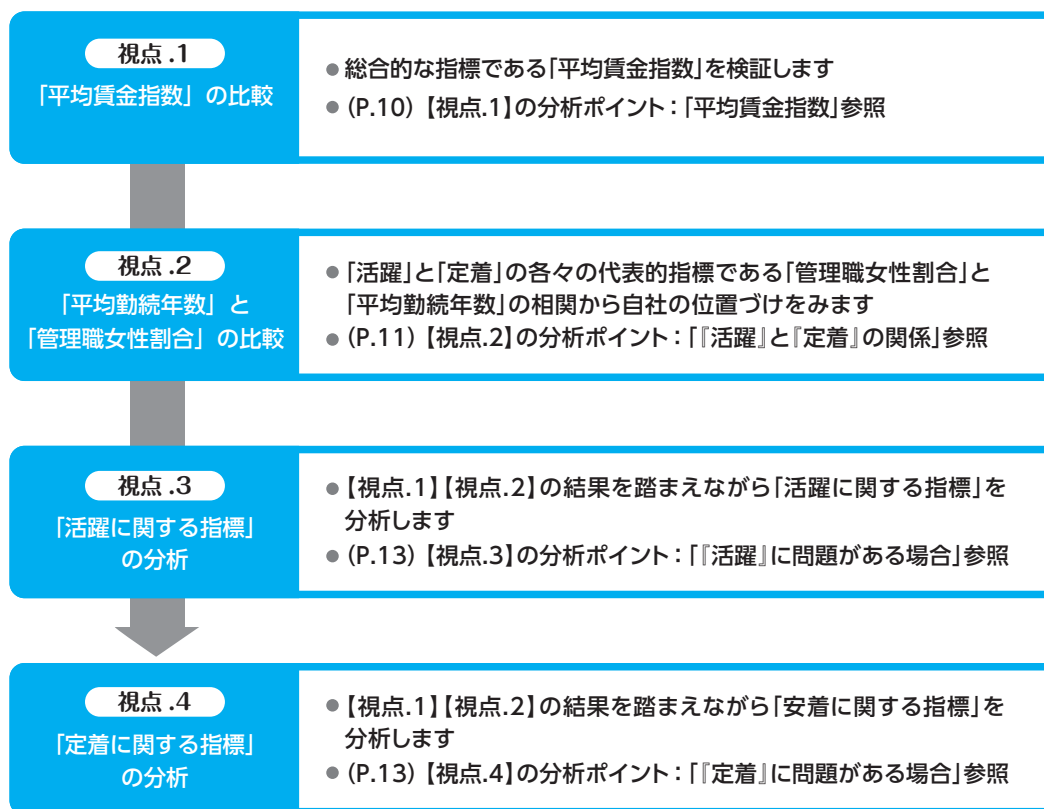 視点.1
「平均賃金指数」の比較
●総合的な指標である「平均賃金指数」を検証します
●(P.10)【視点.1】の分析ポイント：「平均賃金指数」参照
視点.2
「平均勤続年数」と
「管理職女性割合」の比較
●「活躍」と「定着」の各々の代表的指標である「管理職女性割合」と
「平均勤続年数」の相関から自社の位置づけをみます
●(P.11)【視点.2】の分析ポイント：「『活躍』と『定着』の関係」参照
視点.3
「活躍に関する指標」
の分析
●【視点.1】【視点.2】の結果を踏まえながら「活躍に関する指標」を
分析します
●(P.13)【視点.3】の分析ポイント：「『活躍』に問題がある場合」参照
視点.4
「定着に関する指標」
の分析
●【視点.1】【視点.2】の結果を踏まえながら「安着に関する指標」を
分析します
●(P.13)【視点.4】の分析ポイント：「『定着』に問題がある場合」参照